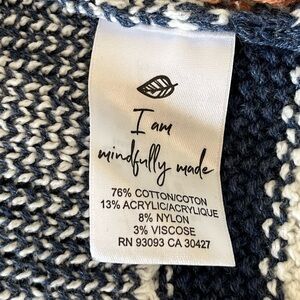 I am
mindfully made
76% COTTON/COTON
13% ACRYLIC/ACRYLIQUE
8% NYLON
3% VISCOSE
RN 93093 CA 30427